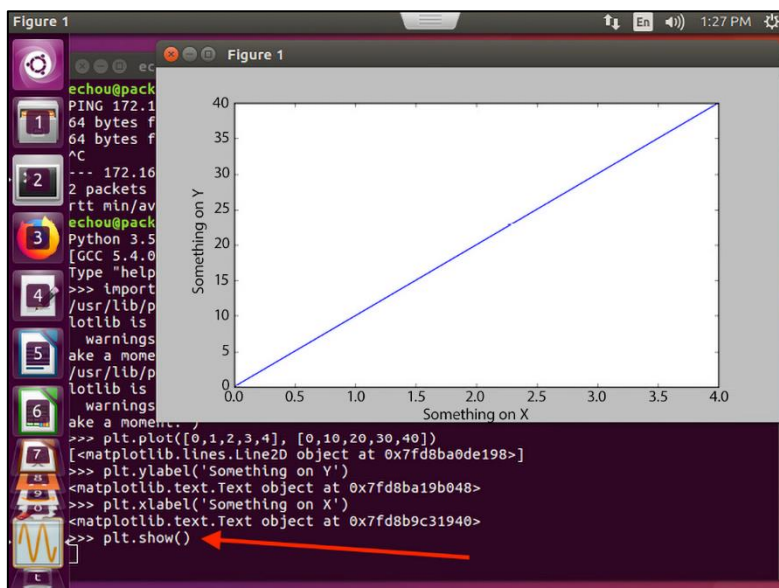 Figure 1
En
1:27 PM
Figure 1
echou@pack
PING 172.1
64 bytes f
64 bytes f
^C
--- 172.16
2 packets
rtt min/av
echou@pack
Python 3.5
[GCC 5.4.0
Type "help
>>> import
/usr/lib/p
lotlib is
warnings
ake a mome
/usr/lib/p
lotlib is
warnings
ake a moment.')
>>> plt.plot([0,1,2,3,4], [0,10,20,30,40])
[<matplotlib.lines.Line2D object at 0x7fd8ba0de198>]
>>> plt.ylabel('Something on Y')
<matplotlib.text.Text object at 0x7fd8ba19b048>
>>> plt.xlabel('Something on X')
<matplotlib.text.Text object at 0x7fd8b9c31940>
>>> plt.show()
40
35
30
25
20
15
10
5
0
Something on Y
0.0 0.5 1.0 1.5 2.0 2.5 3.0 3.5 4.0
Something on X
1
2
3
4
5
6
7
8
9
0